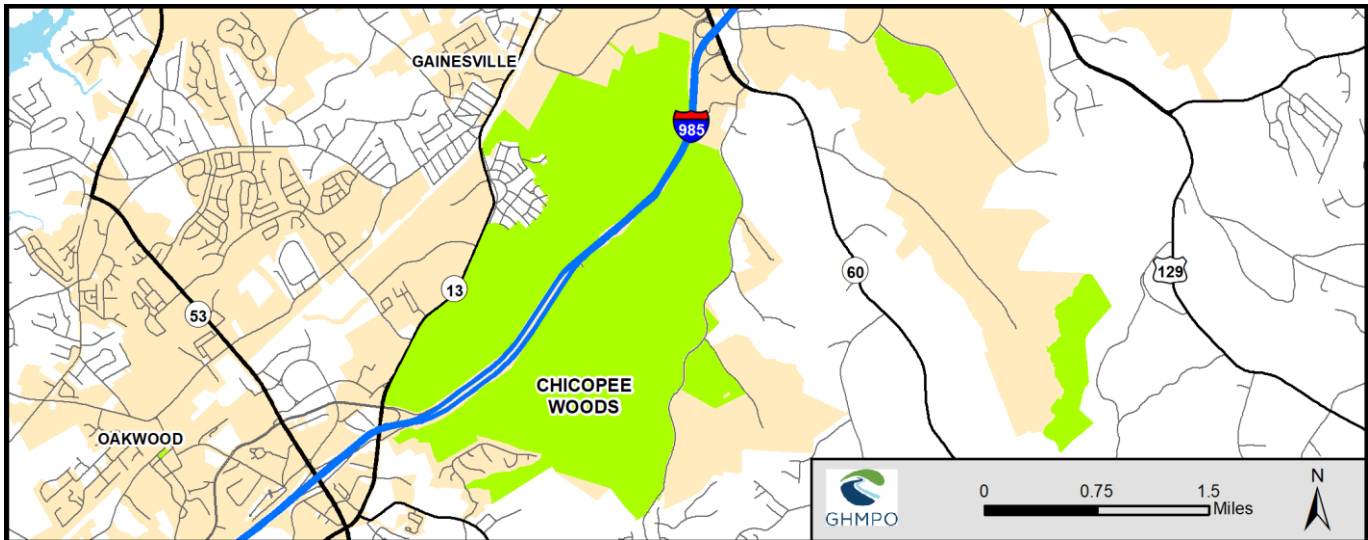 GAINESVILLE
985
13
60
129
53
CHICOPEE
WOODS
OAKWOOD
GHMPO
0 0.75 1.5
Miles
N